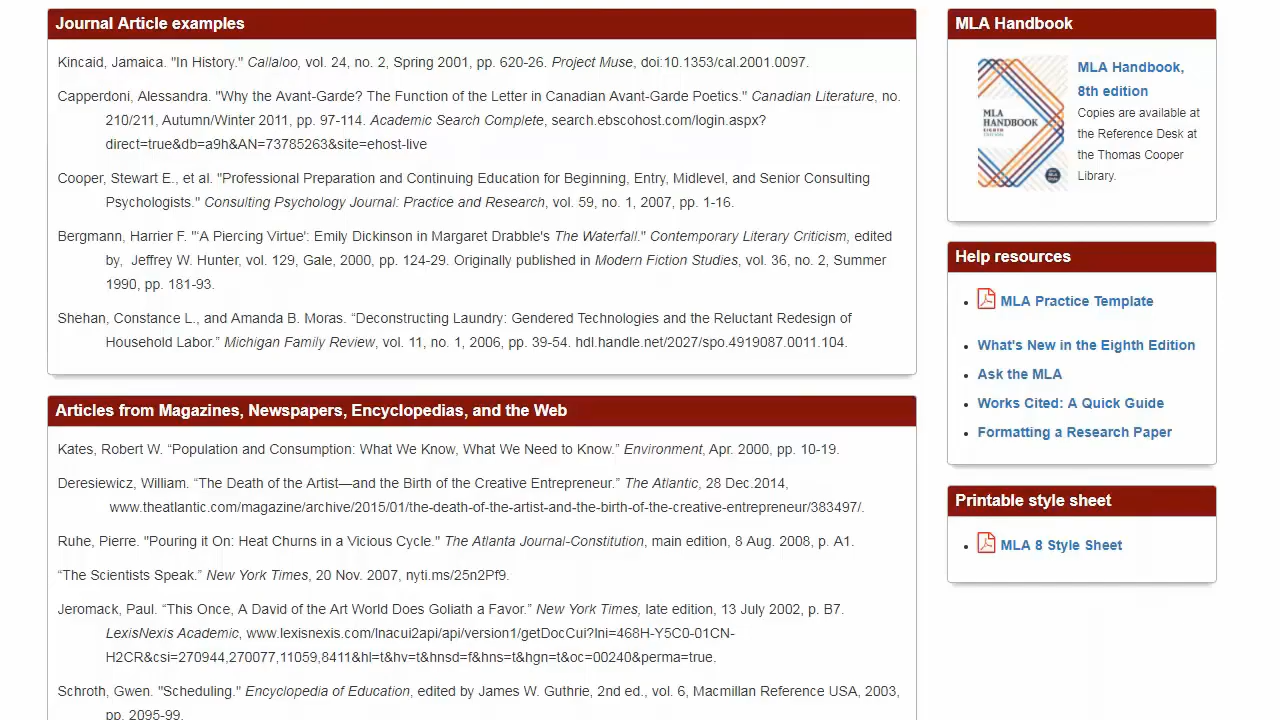 Journal Article examples
Kincaid, Jamaica. "In History." Callaloo, vol. 24, no. 2, Spring 2001, pp. 620-26. Project Muse, doi:10.1353/cal.2001.0097.
Capperdoni, Alessandra. "Why the Avant-Garde? The Function of the Letter in Canadian Avant-Garde Poetics." Canadian Literature, no.
210/211, Autumn/Winter 2011, pp. 97-114. Academic Search Complete, search.ebscohost.com/login.aspx?
direct=true&db=a9h&AN=73785263&site=ehost-live
Cooper, Stewart E., et al. "Professional Preparation and Continuing Education for Beginning, Entry, Midlevel, and Senior Consulting
Psychologists." Consulting Psychology Journal: Practice and Research, vol. 59, no. 1, 2007, pp. 1-16.
Bergmann, Harrier F. "'A Piercing Virtue': Emily Dickinson in Margaret Drabble's The Waterfall." Contemporary Literary Criticism, edited
by, Jeffrey W. Hunter, vol. 129, Gale, 2000, pp. 124-29. Originally published in Modern Fiction Studies, vol. 36, no. 2, Summer
1990, pp. 181-93.
Shehan, Constance L., and Amanda B. Moras. “Deconstructing Laundry: Gendered Technologies and the Reluctant Redesign of
Household Labor.” Michigan Family Review, vol. 11, no. 1, 2006, pp. 39-54. hdl.handle.net/2027/spo.4919087.0011.104.
Articles from Magazines, Newspapers, Encyclopedias, and the Web
Kates, Robert W. “Population and Consumption: What We Know, What We Need to Know.” Environment, Apr. 2000, pp. 10-19.
Deresiewicz, William. “The Death of the Artist—and the Birth of the Creative Entrepreneur.” The Atlantic, 28 Dec.2014,
www.theatlantic.com/magazine/archive/2015/01/the-death-of-the-artist-and-the-birth-of-the-creative-entrepreneur/383497/.
Ruhe, Pierre. "Pouring it On: Heat Churns in a Vicious Cycle." The Atlanta Journal-Constitution, main edition, 8 Aug. 2008, p. A1.
“The Scientists Speak.” New York Times, 20 Nov. 2007, nyti.ms/25n2Pf9.
Jeromack, Paul. “This Once, A David of the Art World Does Goliath a Favor.” New York Times, late edition, 13 July 2002, p. B7.
LexisNexis Academic, www.lexisnexis.com/lnacui2api/api/version1/getDocCui?lni=468H-Y5C0-01CN-
H2CR&csi=270944,270077,11059,8411&hl=t&hv=t&hnsd=f&hns=t&hgn=t&oc=00240&perma=true.
Schroth, Gwen. "Scheduling." Encyclopedia of Education, edited by James W. Guthrie, 2nd ed., vol. 6, Macmillan Reference USA, 2003,
pp. 2095-99.
MLA Handbook
MLA
HANDBOOK
MLA Handbook,
8th edition
Copies are available at
the Reference Desk at
the Thomas Cooper
Library.
Help resources
MLA Practice Template
What's New in the Eighth Edition
Ask the MLA
Works Cited: A Quick Guide
Formatting a Research Paper
Printable style sheet
MLA 8 Style Sheet